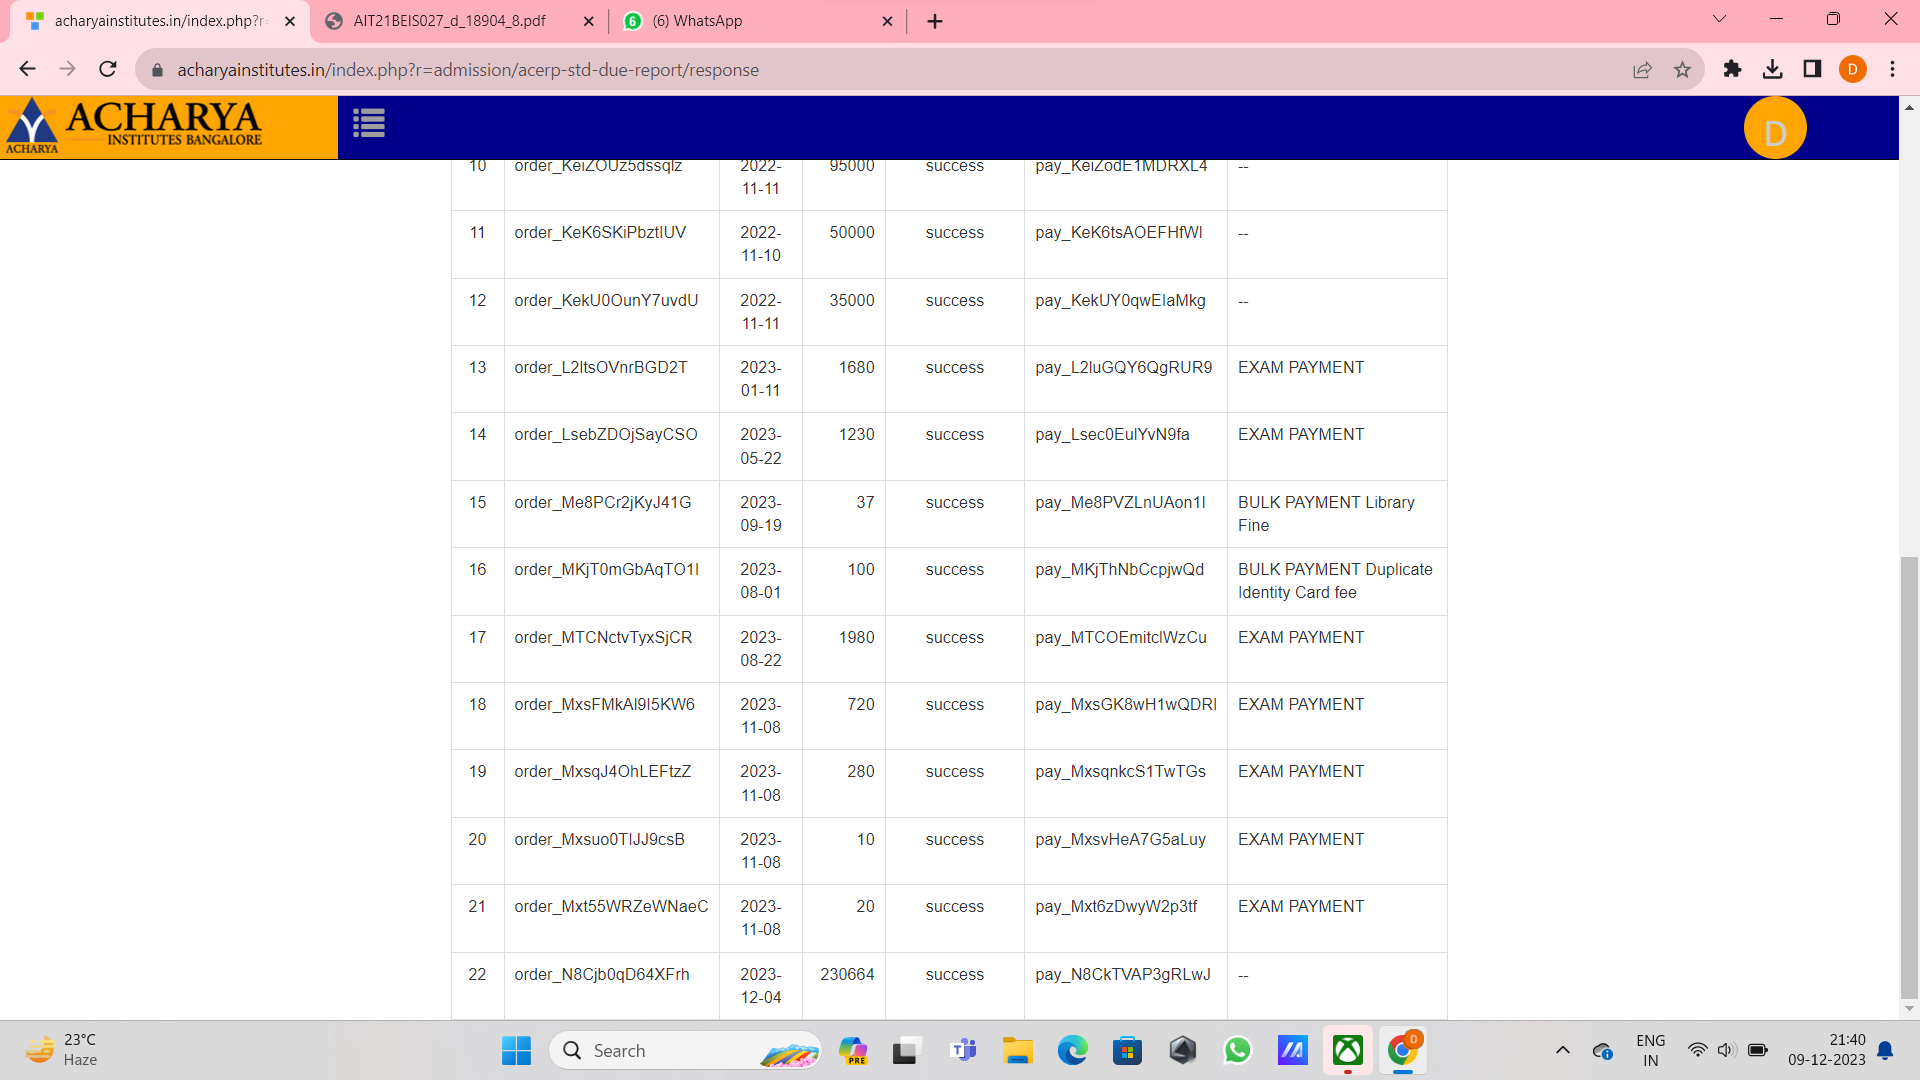 acharyainstitutes.in/index.php?r=
AIT21BEIS027_d_18904_8.pdf
(6) WhatsApp
acharyainstitutes.in/index.php?r=admission/acerp-std-due-report/response
D
ACHARYA
INSTITUTES BANGALORE
ACHARYA
D
10 order_KeiZOUz5dssqlz 2022- 95000 success pay_KeiZodE1MDRXL4 --
11-11
11 order_KeK6SKiPbztIUV 2022- 50000 success pay_KeK6tsAOEFHfWl --
11-10
12 order_KekU0OunY7uvdU 2022- 35000 success pay_KekUY0qwEIaMkg --
11-11
13 order_L2ltsOVnrBGD2T 2023- 1680 success pay_L2luGQY6QgRUR9 EXAM PAYMENT
01-11
14 order_LsebZDOjSayCSO 2023- 1230 success pay_Lsec0EulYvN9fa EXAM PAYMENT
05-22
15 order_Me8PCr2jKyJ41G 2023- 37 success pay_Me8PVZLnUAon1l BULK PAYMENT Library
09-19 Fine
16 order_MKjT0mGbAqTO1l 2023- 100 success pay_MKjThNbCcpjwQd BULK PAYMENT Duplicate
08-01 Identity Card fee
17 order_MTCNctvTyxSjCR 2023- 1980 success pay_MTCOEmitclWzCu EXAM PAYMENT
08-22
18 order_MxsFMkAl9I5KW6 2023- 720 success pay_MxsGK8wH1wQDRl EXAM PAYMENT
11-08
19 order_MxsqJ4OhLEFtzZ 2023- 280 success pay_MxsqnkcS1TwTGs EXAM PAYMENT
11-08
20 order_Mxsuo0TlJJ9csB 2023- 10 success pay_MxsvHeA7G5aLuy EXAM PAYMENT
11-08
21 order_Mxt55WRZeWNaeC 2023- 20 success pay_Mxt6zDwyW2p3tf EXAM PAYMENT
11-08
22 order_N8Cjb0qD64XFrh 2023- 230664 success pay_N8CkTVAP3gRLwJ --
12-04
23°C
Haze
Search
PRE
D
ENG
IN
21:40
09-12-2023